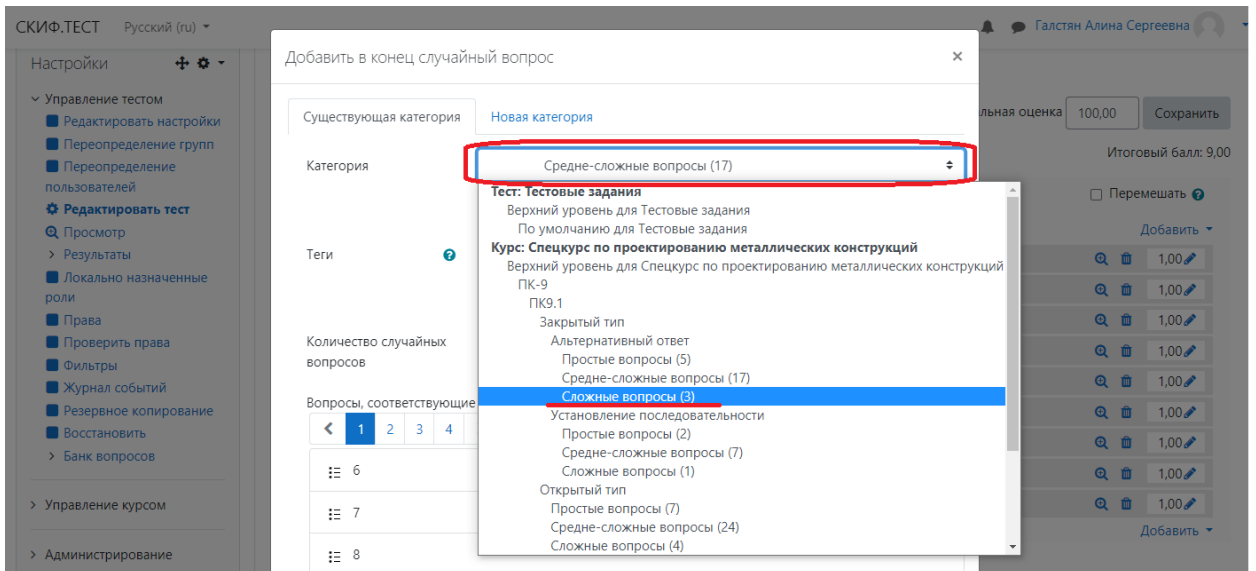 СКИФ.ТЕСТ Русский (ru)
Галстян Алина Сергеевна
Настройки
Управление тестом
Редактировать настройки
Переопределение групп
Переопределение
пользователей
Редактировать тест
Просмотр
Результаты
Локально назначенные
роли
Права
Проверить права
Фильтры
Журнал событий
Резервное копирование
Восстановить
Банк вопросов
Управление курсом
Администрирование
Добавить в конец случайный вопрос ×
Существующая категория Новая категория
Категория Средне-сложные вопросы (17)
Тест: Тестовые задания
Верхний уровень для Тестовые задания
По умолчанию для Тестовые задания
Курс: Спецкурс по проектированию металлических конструкций
Верхний уровень для Спецкурс по проектированию металлических конструкций
ПК-9
ПК9.1
Закрытый тип
Альтернативный ответ
Простые вопросы (5)
Средне-сложные вопросы (17)
Сложные вопросы (3)
Установление последовательности
Простые вопросы (2)
Средне-сложные вопросы (7)
Сложные вопросы (1)
Открытый тип
Простые вопросы (7)
Средне-сложные вопросы (24)
Сложные вопросы (4)
Теги
Количество случайных
вопросов
Вопросы, соответствующие
1 2 3 4
6
7
8
льная оценка 100,00 Сохранить
Итоговый балл: 9,00
Перемешать
Добавить
1,00
1,00
1,00
1,00
1,00
1,00
1,00
1,00
1,00
Добавить